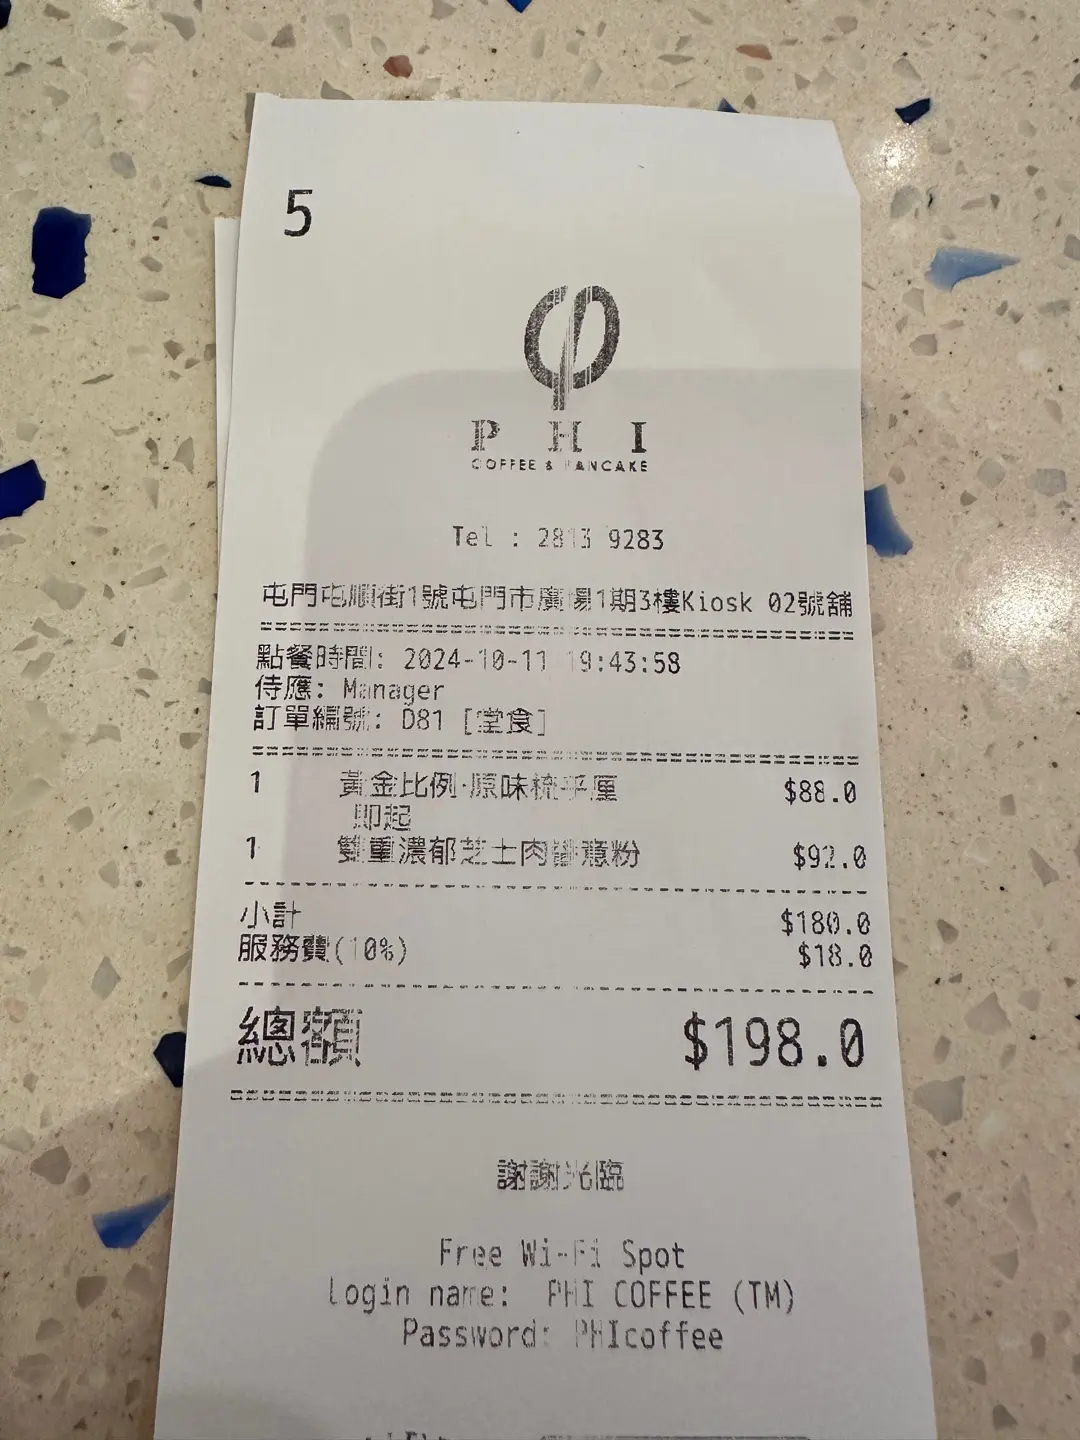 5
PHI
COFFEE & PANCAKE
Tel : 2813 9283
屯門屯順街1號屯門市廣場1期3樓Kiosk 02號舖
點餐時間: 2024-10-11 19:43:58
侍應: Manager
訂單編號: D81 [堂食]
1 黃金比例·原味梳乎厘 $88.0
即起
1 雙重濃郁芝士肉醬意粉 $92.0
小計 $180.0
服務費(10%) $18.0
總額 $198.0
謝謝光臨
Free Wi-Fi Spot
Login name: PHI COFFEE (TM)
Password: PHIcoffee